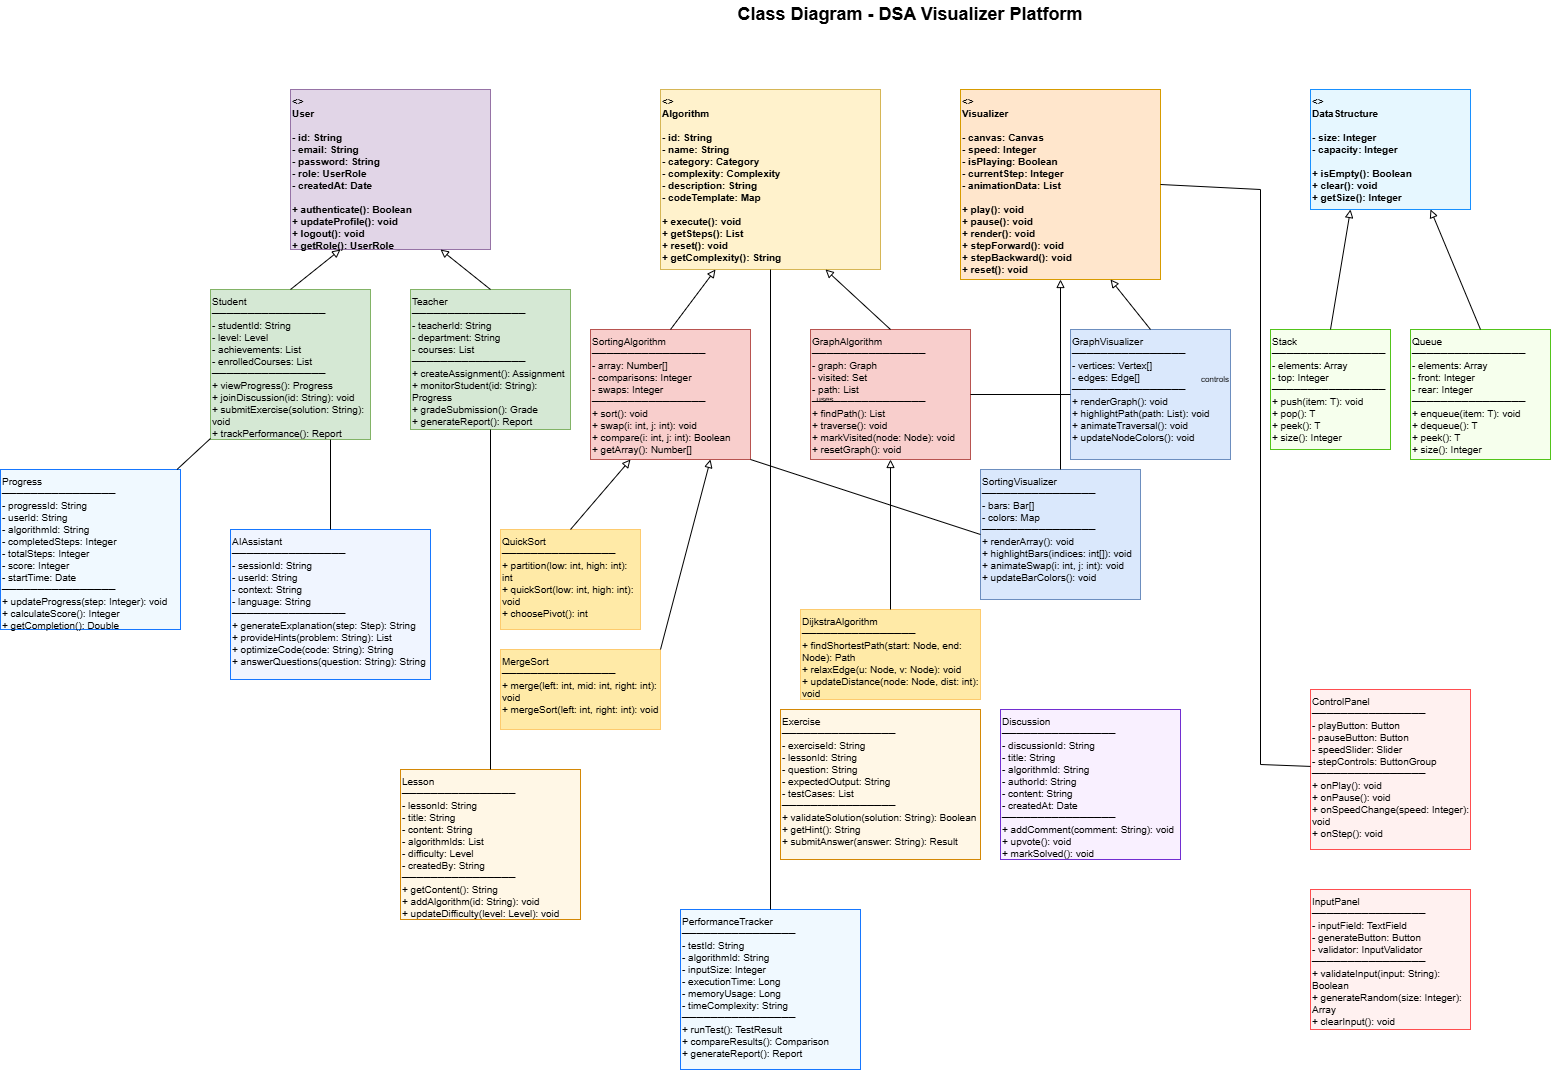 Class Diagram - DSA Visualizer Platform
<>
User
- id: String
- email: String
- password: String
- role: UserRole
- createdAt: Date
+ authenticate(): Boolean
+ updateProfile(): void
+ logout(): void
+ getRole(): UserRole
<>
Algorithm
- id: String
- name: String
- category: Category
- complexity: Complexity
- description: String
- codeTemplate: Map
+ execute(): void
+ getSteps(): List
+ reset(): void
+ getComplexity(): String
<>
Visualizer
- canvas: Canvas
- speed: Integer
- isPlaying: Boolean
- currentStep: Integer
- animationData: List
+ play(): void
+ pause(): void
+ render(): void
+ stepForward(): void
+ stepBackward(): void
+ reset(): void
<>
DataStructure
- size: Integer
- capacity: Integer
+ isEmpty(): Boolean
+ clear(): void
+ getSize(): Integer
Student
- studentId: String
- level: Level
- achievements: List
- enrolledCourses: List
+ viewProgress(): Progress
+ joinDiscussion(id: String): void
+ submitExercise(solution: String):
void
+ trackPerformance(): Report
Teacher
- teacherId: String
- department: String
- courses: List
+ createAssignment(): Assignment
+ monitorStudent(id: String):
Progress
+ gradeSubmission(): Grade
+ generateReport(): Report
SortingAlgorithm
- array: Number[]
- comparisons: Integer
- swaps: Integer
+ sort(): void
+ swap(i: int, j: int): void
+ compare(i: int, j: int): Boolean
+ getArray(): Number[]
GraphAlgorithm
- graph: Graph
- visited: Set
- path: List
uses
+ findPath(): List
+ traverse(): void
+ markVisited(node: Node): void
+ resetGraph(): void
GraphVisualizer
- vertices: Vertex[]
- edges: Edge[]
controls
+ renderGraph(): void
+ highlightPath(path: List): void
+ animateTraversal(): void
+ updateNodeColors(): void
Stack
- elements: Array
- top: Integer
+ push(item: T): void
+ pop(): T
+ peek(): T
+ size(): Integer
Queue
- elements: Array
- front: Integer
- rear: Integer
+ enqueue(item: T): void
+ dequeue(): T
+ peek(): T
+ size(): Integer
Progress
- progressId: String
- userId: String
- algorithmId: String
- completedSteps: Integer
- totalSteps: Integer
- score: Integer
- startTime: Date
+ updateProgress(step: Integer): void
+ calculateScore(): Integer
+ getCompletion(): Double
AIAssistant
- sessionId: String
- userId: String
- context: String
- language: String
+ generateExplanation(step: Step): String
+ provideHints(problem: String): List
+ optimizeCode(code: String): String
+ answerQuestions(question: String): String
QuickSort
+ partition(low: int, high: int):
int
+ quickSort(low: int, high: int):
void
+ choosePivot(): int
SortingVisualizer
- bars: Bar[]
- colors: Map
+ renderArray(): void
+ highlightBars(indices: int[]): void
+ animateSwap(i: int, j: int): void
+ updateBarColors(): void
MergeSort
+ merge(left: int, mid: int, right: int):
void
+ mergeSort(left: int, right: int): void
DijkstraAlgorithm
+ findShortestPath(start: Node, end:
Node): Path
+ relaxEdge(u: Node, v: Node): void
+ updateDistance(node: Node, dist: int):
void
Lesson
- lessonId: String
- title: String
- content: String
- algorithmIds: List
- difficulty: Level
- createdBy: String
+ getContent(): String
+ addAlgorithm(id: String): void
+ updateDifficulty(level: Level): void
Exercise
- exerciseId: String
- lessonId: String
- question: String
- expectedOutput: String
- testCases: List
+ validateSolution(solution: String): Boolean
+ getHint(): String
+ submitAnswer(answer: String): Result
Discussion
- discussionId: String
- title: String
- algorithmId: String
- authorId: String
- content: String
- createdAt: Date
+ addComment(comment: String): void
+ upvote(): void
+ markSolved(): void
ControlPanel
- playButton: Button
- pauseButton: Button
- speedSlider: Slider
- stepControls: ButtonGroup
+ onPlay(): void
+ onPause(): void
+ onSpeedChange(speed: Integer):
void
+ onStep(): void
PerformanceTracker
- testId: String
- algorithmId: String
- inputSize: Integer
- executionTime: Long
- memoryUsage: Long
- timeComplexity: String
+ runTest(): TestResult
+ compareResults(): Comparison
+ generateReport(): Report
InputPanel
- inputField: TextField
- generateButton: Button
- validator: InputValidator
+ validateInput(input: String):
Boolean
+ generateRandom(size: Integer):
Array
+ clearInput(): void